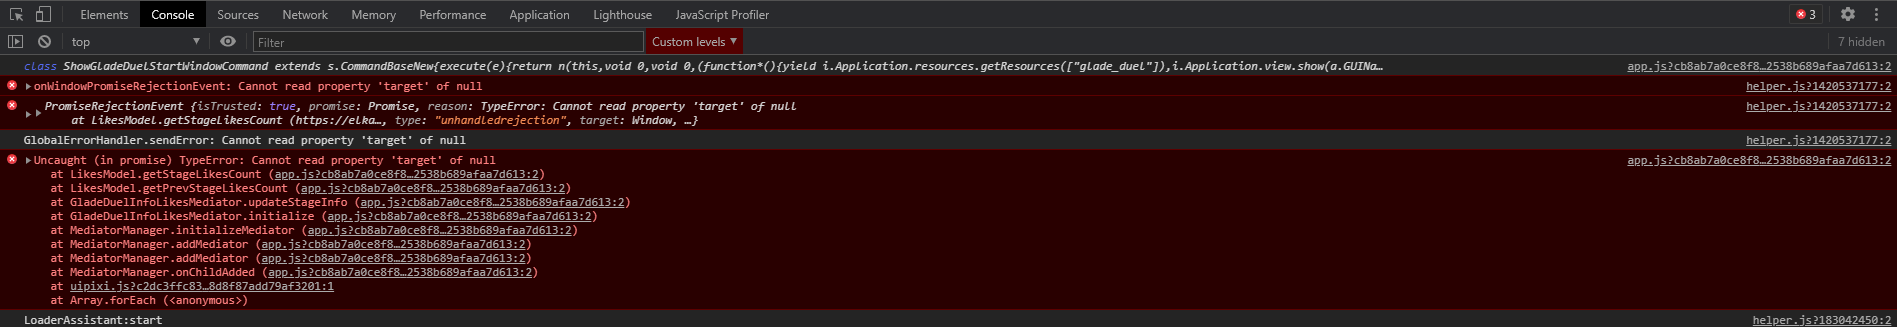 Elements Console Sources Network Memory Performance Application Lighthouse JavaScript Profiler 3
top Filter Custom levels 7 hidden
class ShowGladeDuelStartWindowCommand extends s.CommandBaseNew{execute(e){return n(this,void 0,void 0,(function*(){yield i.Application.resources.getResources(["glade_duel"]),i.Application.view.show(a.GUINa… app.js?cb8ab7a0ce8f8…2538b689afaa7d613:2
onWindowPromiseRejectionEvent: Cannot read property 'target' of null helper.js?1420537177:2
PromiseRejectionEvent {isTrusted: true, promise: Promise, reason: TypeError: Cannot read property 'target' of null helper.js?1420537177:2
at LikesModel.getStageLikesCount (https://elka…, type: "unhandledrejection", target: Window, …}
GlobalErrorHandler.sendError: Cannot read property 'target' of null helper.js?1420537177:2
Uncaught (in promise) TypeError: Cannot read property 'target' of null app.js?cb8ab7a0ce8f8…2538b689afaa7d613:2
at LikesModel.getStageLikesCount (app.js?cb8ab7a0ce8f8…2538b689afaa7d613:2)
at LikesModel.getPrevStageLikesCount (app.js?cb8ab7a0ce8f8…2538b689afaa7d613:2)
at GladeDuelInfoLikesMediator.updateStageInfo (app.js?cb8ab7a0ce8f8…2538b689afaa7d613:2)
at GladeDuelInfoLikesMediator.initialize (app.js?cb8ab7a0ce8f8…2538b689afaa7d613:2)
at MediatorManager.initializeMediator (app.js?cb8ab7a0ce8f8…2538b689afaa7d613:2)
at MediatorManager.addMediator (app.js?cb8ab7a0ce8f8…2538b689afaa7d613:2)
at MediatorManager.addMediator (app.js?cb8ab7a0ce8f8…2538b689afaa7d613:2)
at MediatorManager.onChildAdded (app.js?cb8ab7a0ce8f8…2538b689afaa7d613:2)
at uipixi.js?c2dc3ffc83…8d8f87add79af3201:1
at Array.forEach (<anonymous>)
LoaderAssistant:start helper.js?183042450:2